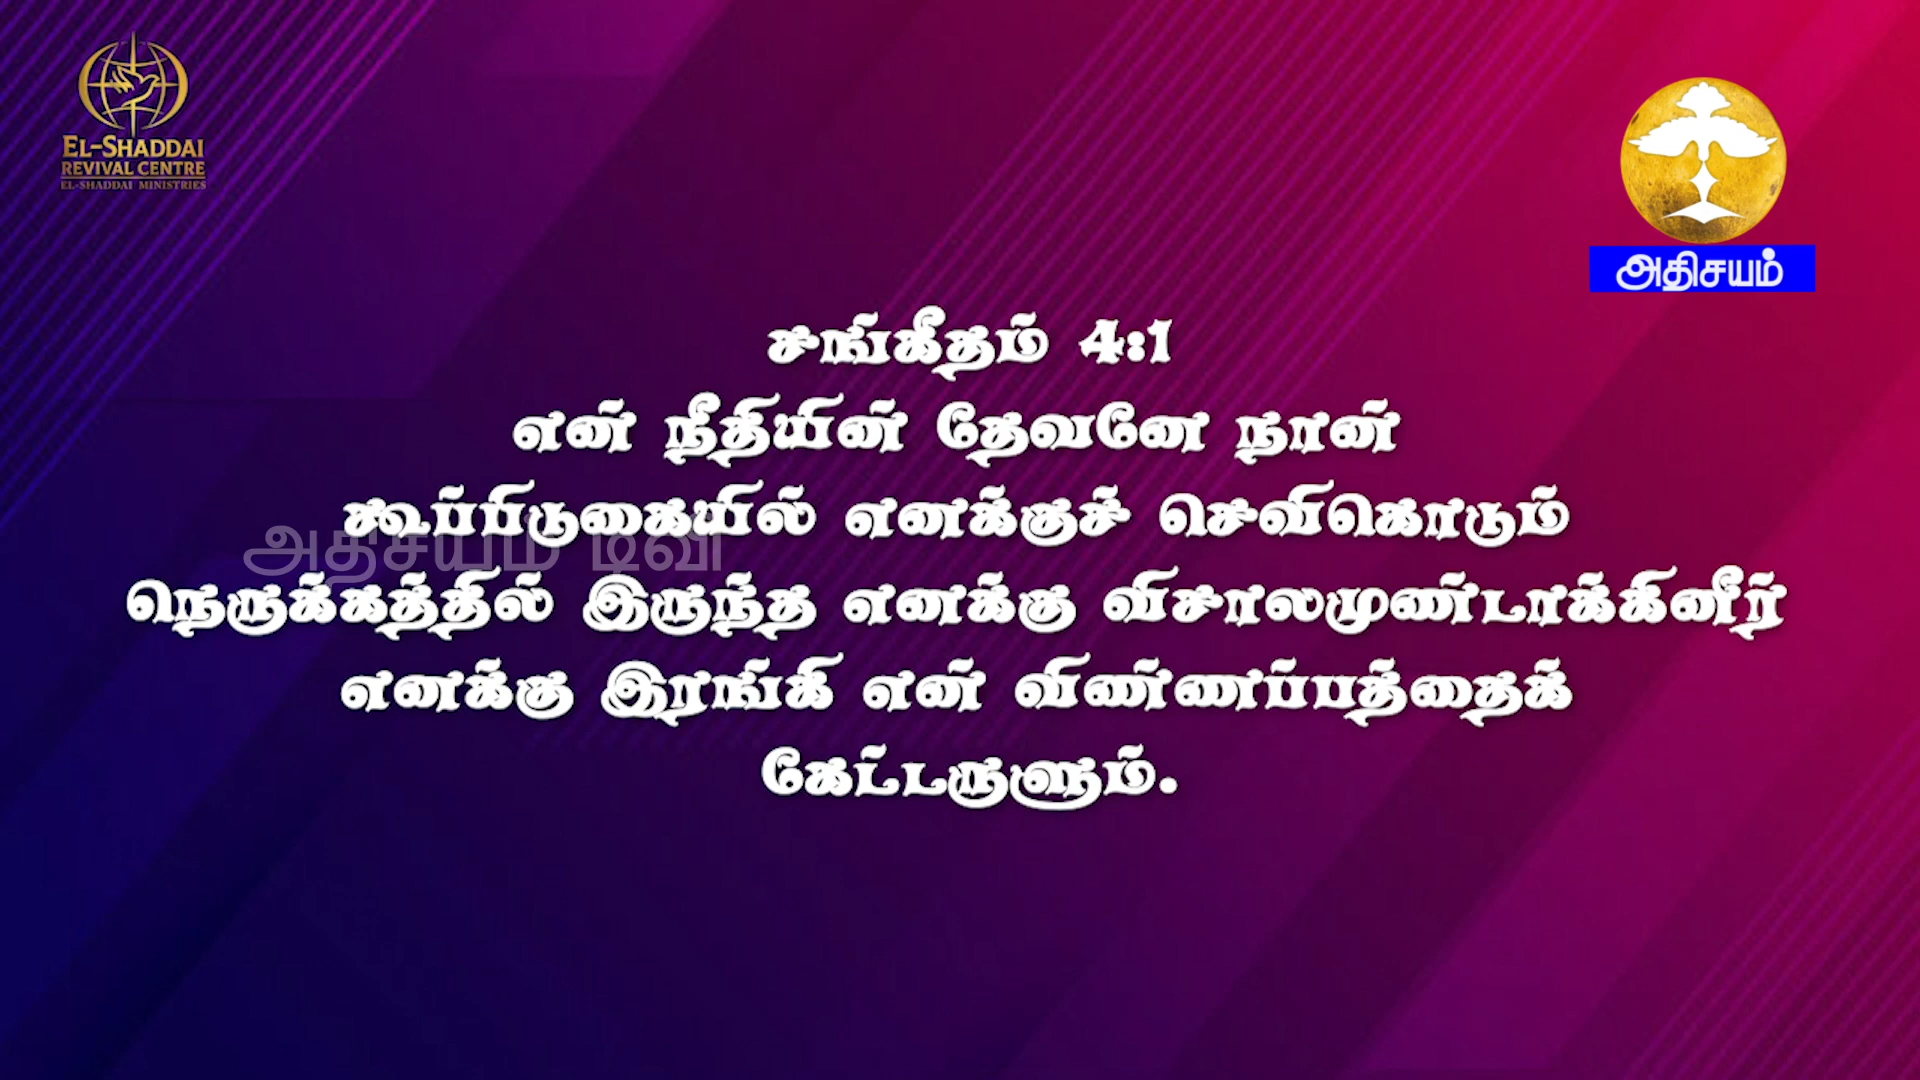 EL-SHADDAI
REVIVAL CENTRE
EL-SHADDAI MINISTRIES
அதிசயம்
சங்கீதம் 4:1
என் நீதியின் தேவனே நான்
கூப்பிடுகையில் எனக்குச் செவிகொடும்
அதிசயம் டிவி
நெருக்கத்தில் இருந்த எனக்கு விசாலமுண்டாக்கினீர்
எனக்கு இரங்கி என் விண்ணப்பத்தைக்
கேட்டருளும்.